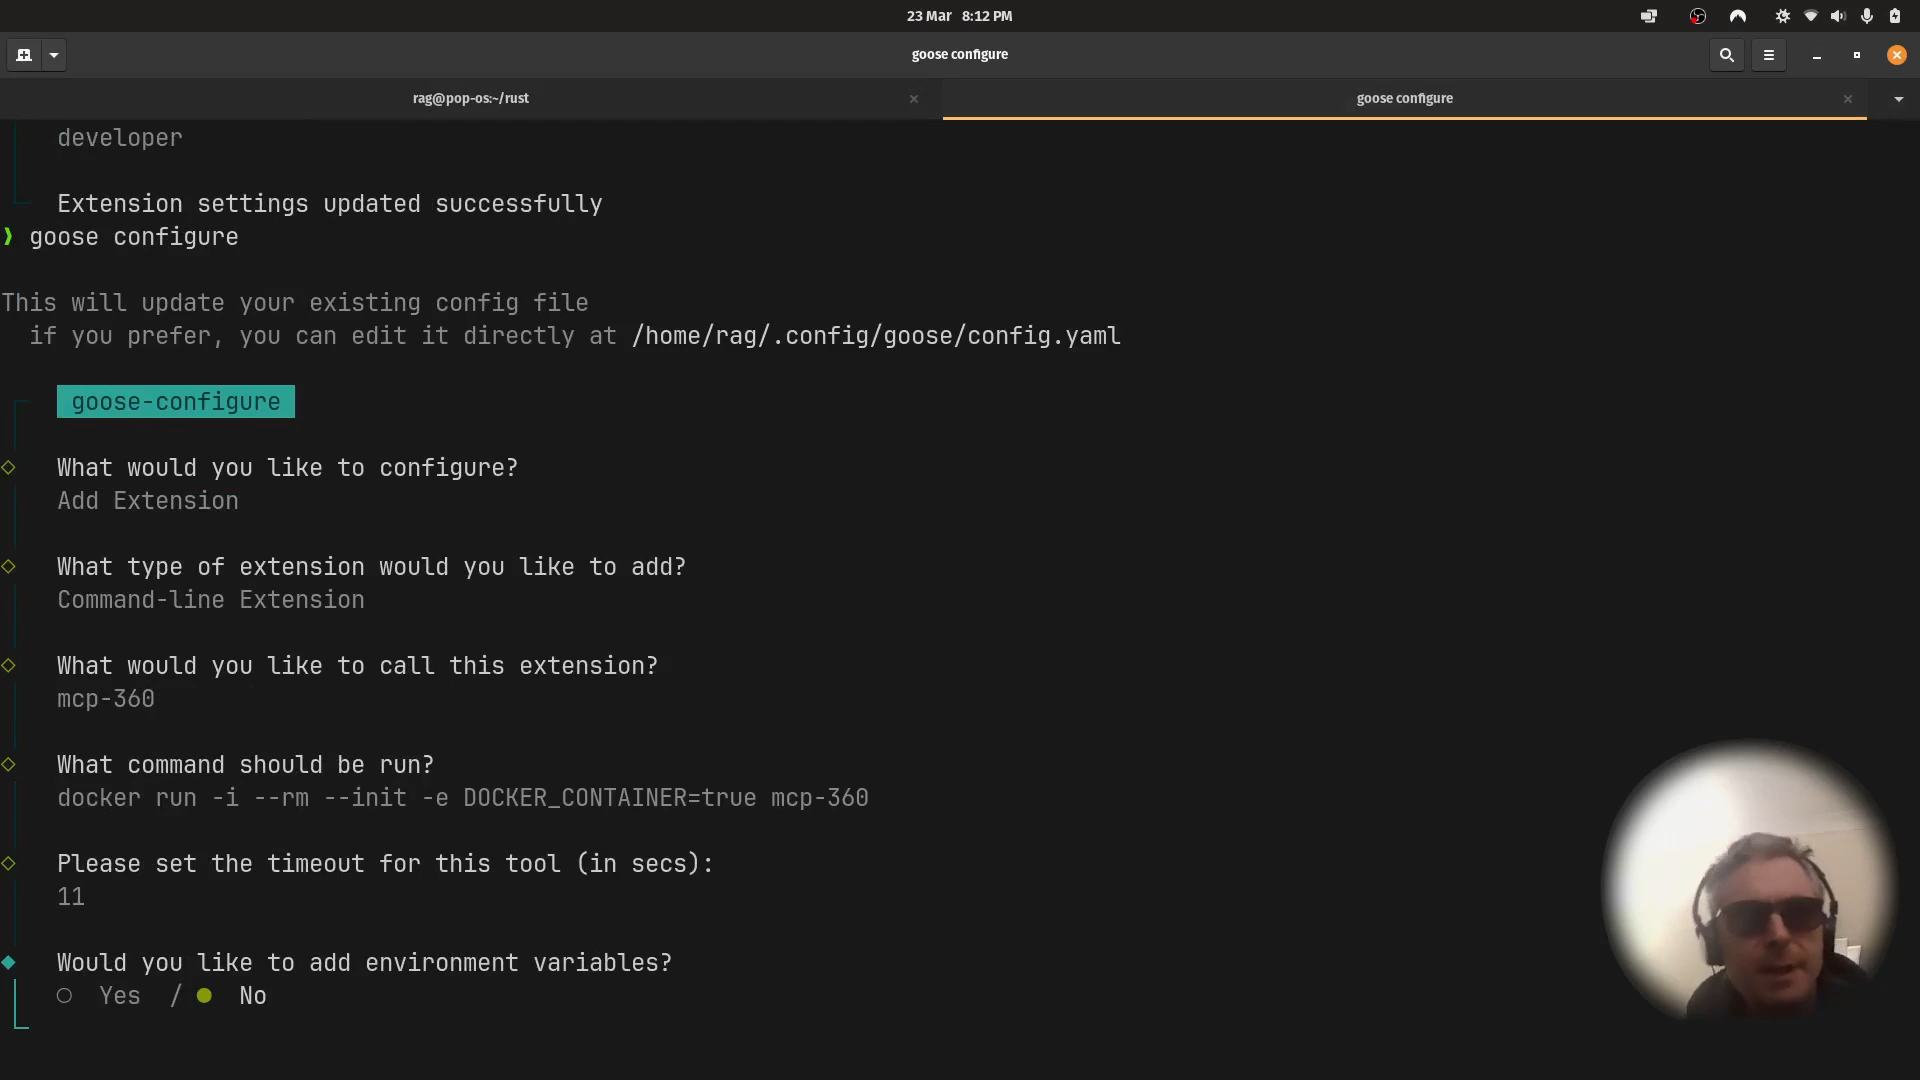 23 Mar 8:12 PM
goose configure
rag@pop-os:~/rust
goose configure
developer
Extension settings updated successfully
❯ goose configure
This will update your existing config file
if you prefer, you can edit it directly at /home/rag/.config/goose/config.yaml
goose-configure
What would you like to configure?
Add Extension
What type of extension would you like to add?
Command-line Extension
What would you like to call this extension?
mcp-360
What command should be run?
docker run -i --rm --init -e DOCKER_CONTAINER=true mcp-360
Please set the timeout for this tool (in secs):
11
Would you like to add environment variables?
○ Yes / ● No